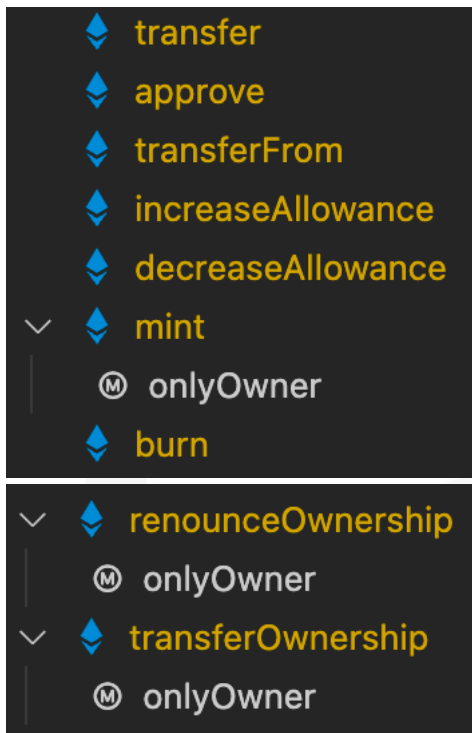 transfer
approve
transferFrom
increaseAllowance
decreaseAllowance
mint
Ⓜ onlyOwner
burn
renounceOwnership
Ⓜ onlyOwner
transferOwnership
Ⓜ onlyOwner